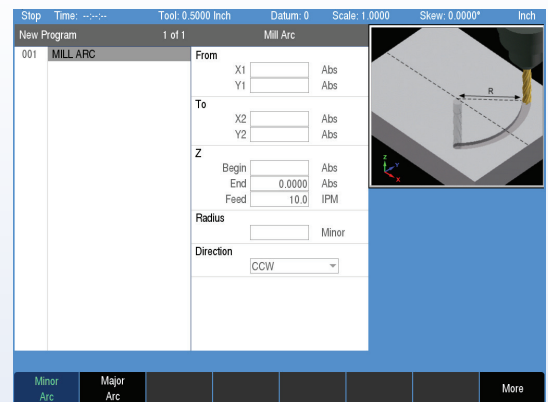 Stop Time: --:--:-- Tool: 0.5000 Inch Datum: 0 Scale: 1.0000 Skew: 0.0000° Inch
New Program 1 of 1 Mill Arc
001 MILL ARC
From
X1 Abs
Y1 Abs
To
X2 Abs
Y2 Abs
Z
Begin Abs
End 0.0000 Abs
Feed 10.0 IPM
Radius
Minor
Direction
CCW
R
Z
Y
X
Minor Arc
Major Arc
More